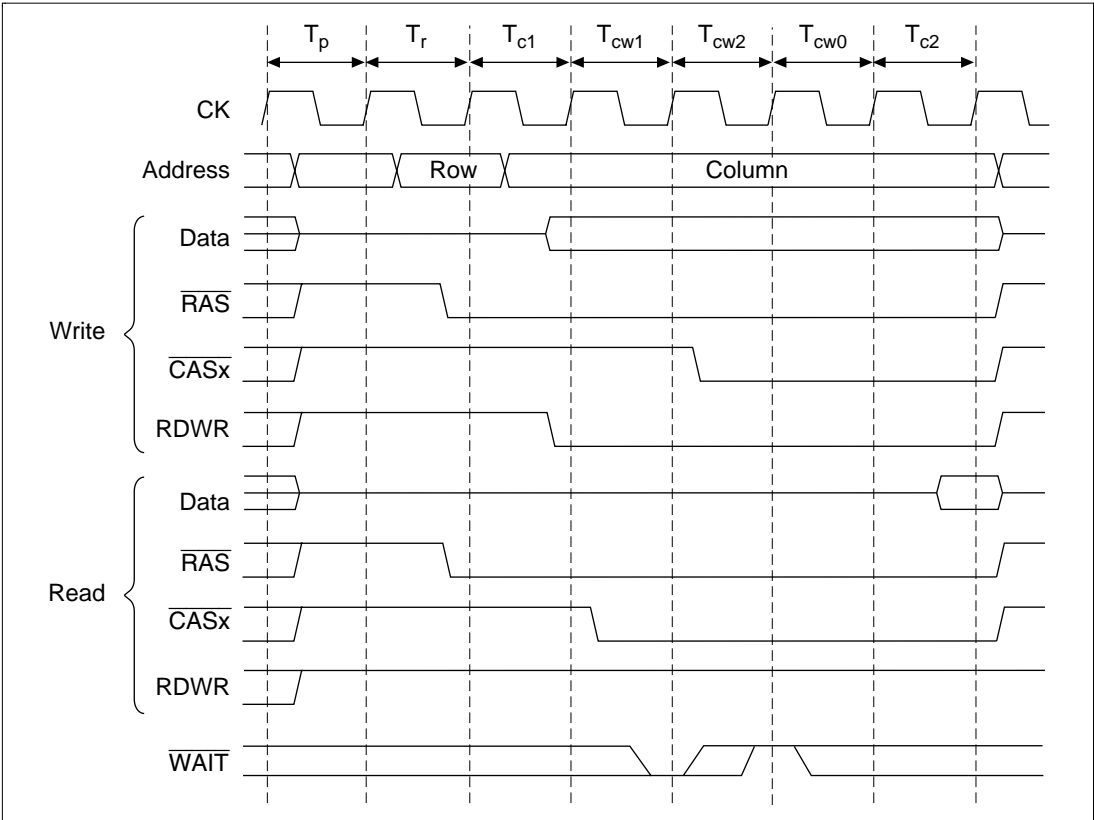 Tp Tr Tc1 Tcw1 Tcw2 Tcw0 Tc2
CK
Address Row Column
Data
RAS
Write
CASx
RDWR
Data
RAS
Read
CASx
RDWR
WAIT